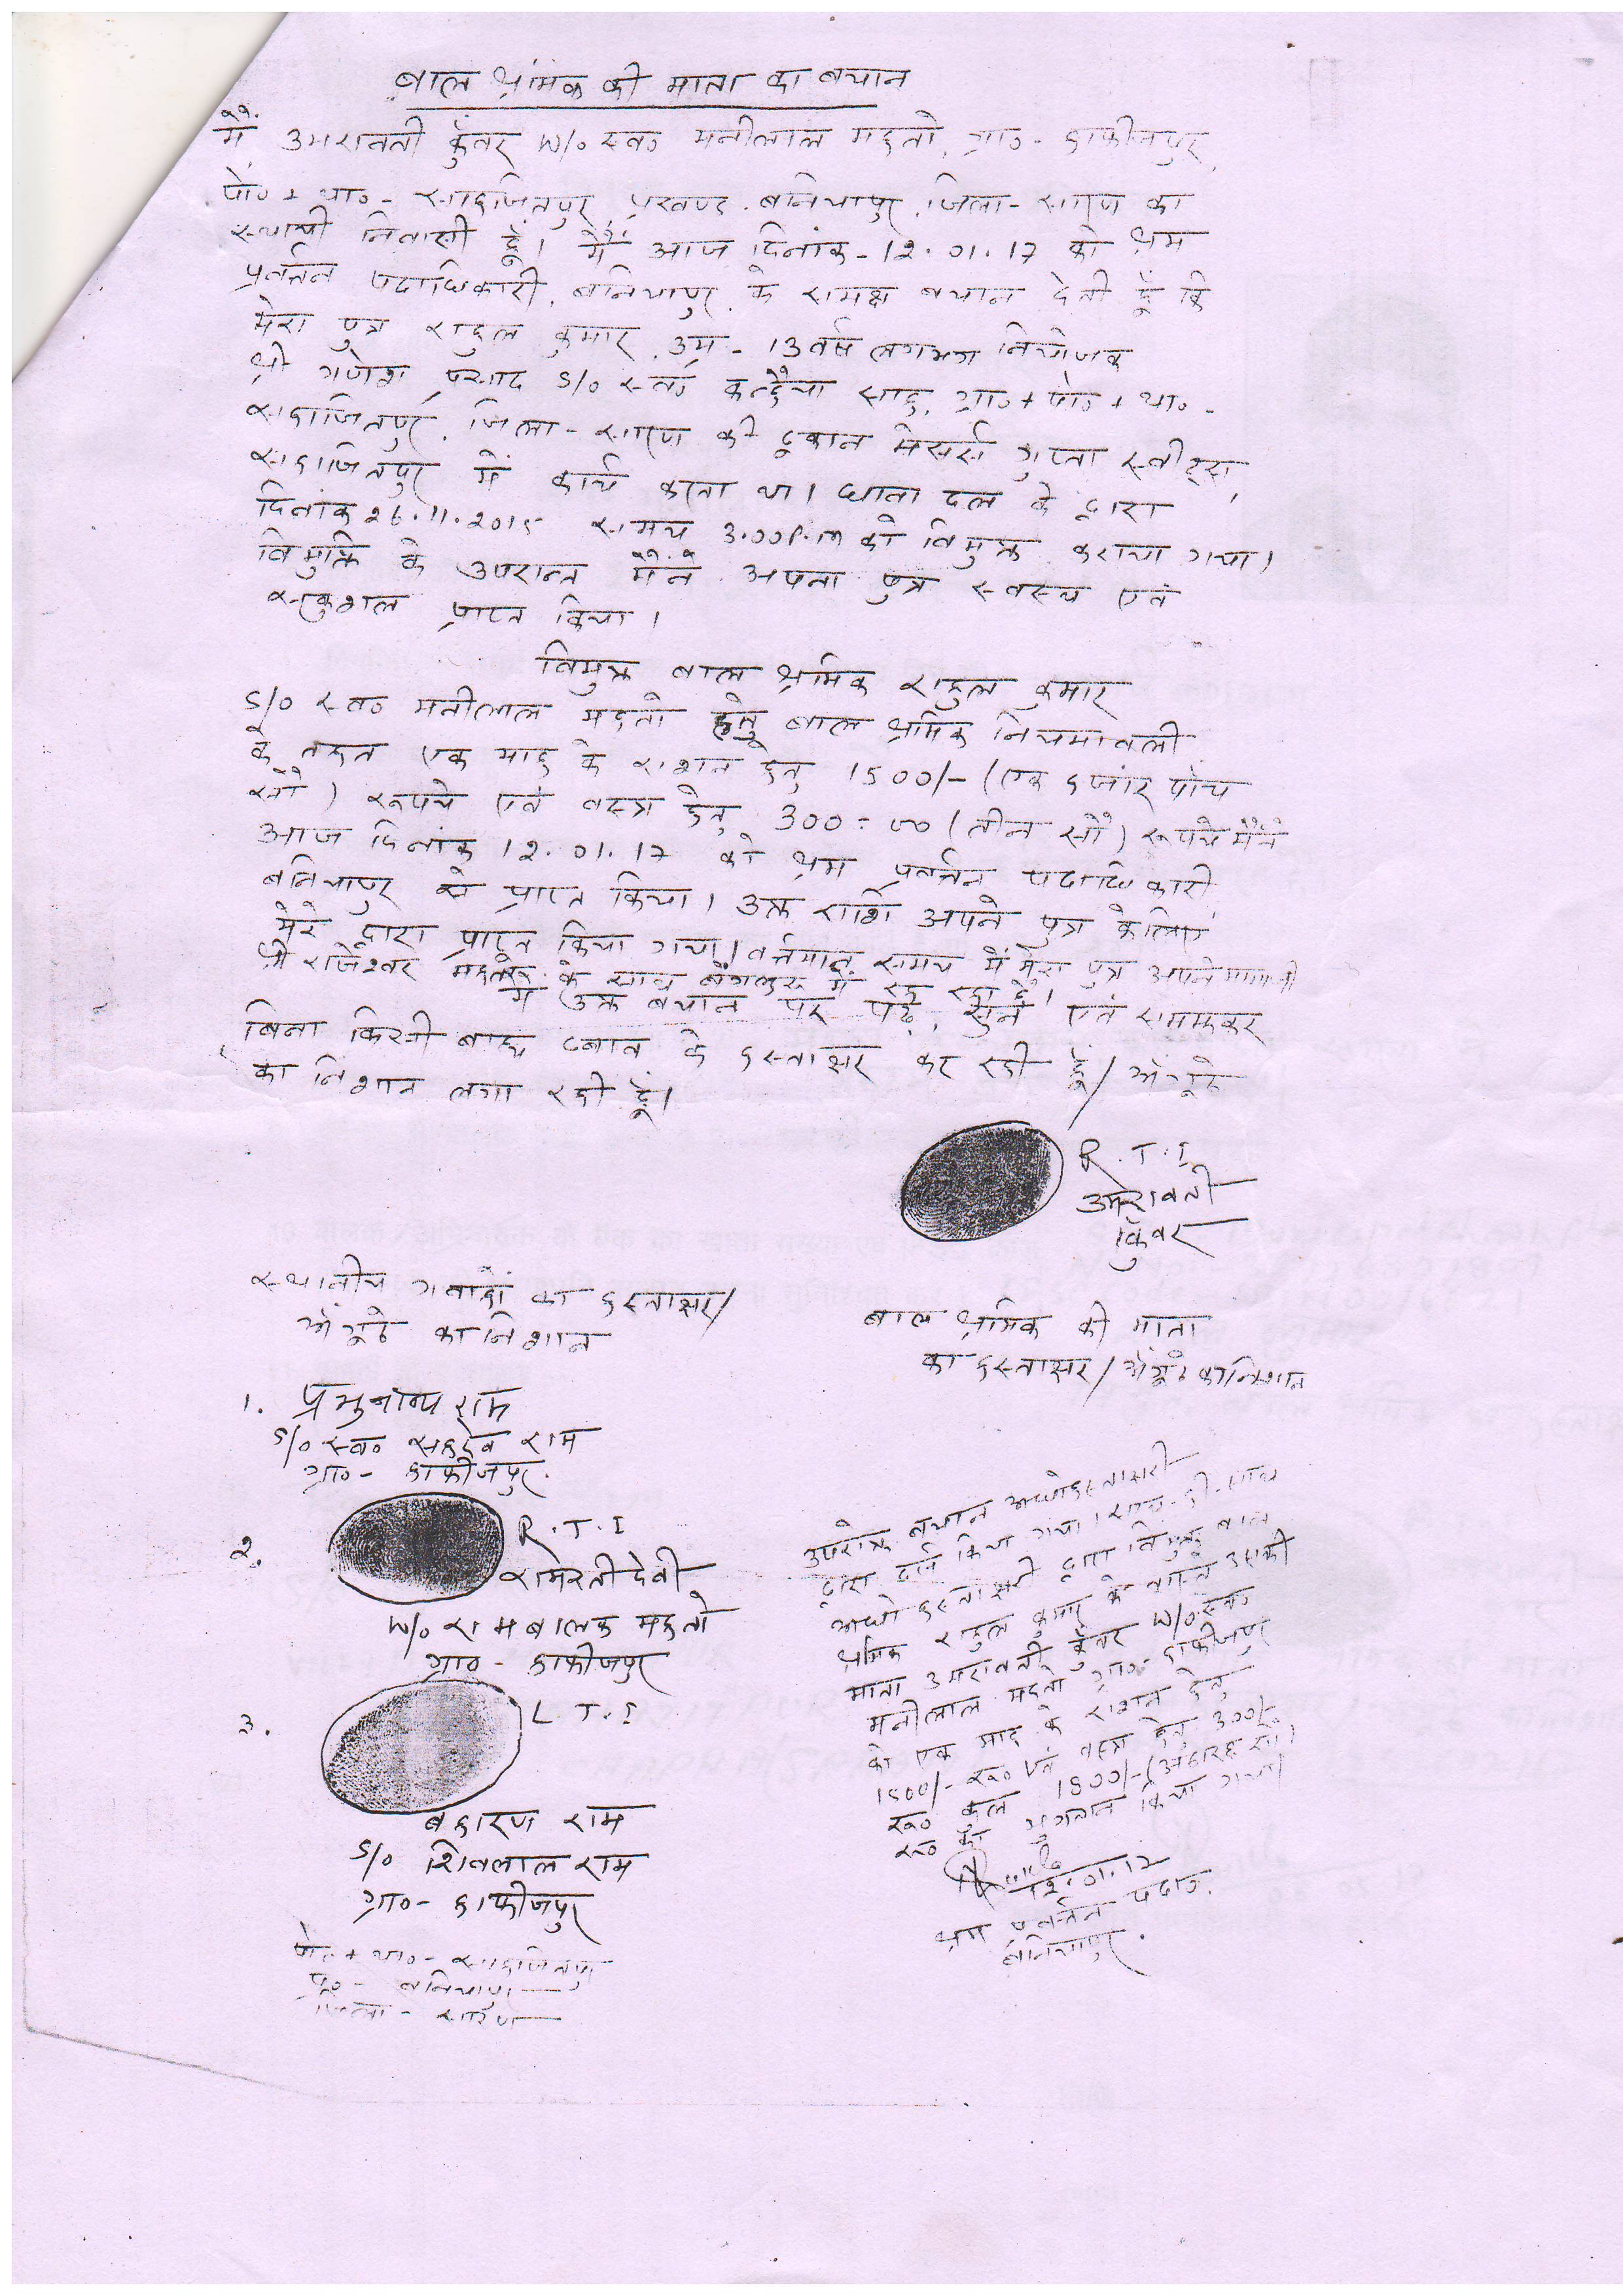 बाल श्रमिक की माता का बयान
मैं उमरावती कुँवर W/o स्व० मनीलाल महतो, ग्रा०- हाफीजपुर,
पो०+ था०- सहाजितपुर, प्रखण्ड- बनियापुर, जिला- सारण का
स्थायी निवासी हूँ। मैं आज दिनांक- 12.01.17 को श्रम
प्रवर्त्तन पदाधिकारी, बनियापुर के समक्ष बयान देती हूँ कि
मेरा पुत्र राहुल कुमार, उम्र- 13 वर्ष लगभग नियोजक
श्री गणेश प्रसाद S/o स्व० कन्हैया साह, ग्रा०+ पो०+ था०-
सहाजितपुर, जिला- सारण की दूकान मेसर्स गुप्ता स्वीट्स,
सहाजितपुर में कार्य करता था। धावा दल के द्वारा
दिनांक 26.11.2015 समय 3.00 P.m को विमुक्त कराया गया।
विमुक्ति के उपरान्त मैंने अपना पुत्र स्वस्थ एवं
सकुशल प्राप्त किया।
विमुक्त बाल श्रमिक राहुल कुमार
S/o स्व० मनीलाल महतो हेतु बाल श्रमिक नियमावली
के तहत एक माह के राशन हेतु 1500/- (एक हजार पाँच
सौ) रूपये एवं वस्त्र हेतु 300=00 (तीन सौ) रूपये मैंने
आज दिनांक 12.01.17 को श्रम प्रवर्त्तन पदाधिकारी
बनियापुर से प्राप्त किया। उक्त राशि अपने पुत्र के लिए
मेरे द्वारा प्राप्त किया गया। वर्त्तमान समय में मेरा पुत्र अपने
श्री राजेश्वर महतो के साथ बेंगलुरू में रह रहा है।
मैं उक्त बयान पर पढ़, सुन एवं समझकर
बिना किसी बाह्य दबाव के हस्ताक्षर कर रही हूँ/ अँगूठे
का निशान लगा रही हूँ।
R.T.I
उमरावती
कुँवर
बाल श्रमिक की माता
का हस्ताक्षर/अँगूठे का निशान
स्थानीय गवाहों का हस्ताक्षर/
अँगूठे का निशान
1. प्रभुनाथ राम
S/o स्व० सहदेव राम
ग्रा०- हाफीजपुर
2. R.T.I
रामरती देवी
W/o रामबालक महतो
ग्रा०- हाफीजपुर
3. L.T.I
बहारण राम
S/o शिवलाल राम
ग्रा०- हाफीजपुर
पो०+ था०- सहाजितपुर
प्र०- बनियापुर
जिला- सारण
उपरोक्त बयान अधोहस्ताक्षरी
द्वारा दर्ज किया गया। साथ-ही-साथ
अधोहस्ताक्षरी द्वारा विमुक्त बाल
श्रमिक राहुल कुमार के वास्ते उसकी
माता उमरावती कुँवर W/o स्व०
मनीलाल महतो ग्रा०- हाफीजपुर
को एक माह के राशन हेतु
1500/- रू० एवं वस्त्र हेतु 300/-
रू० कुल 1800/- (अठारह सौ)
रू० का भुगतान किया गया।
12.01.17
श्रम प्रवर्त्तन पदा०
बनियापुर.